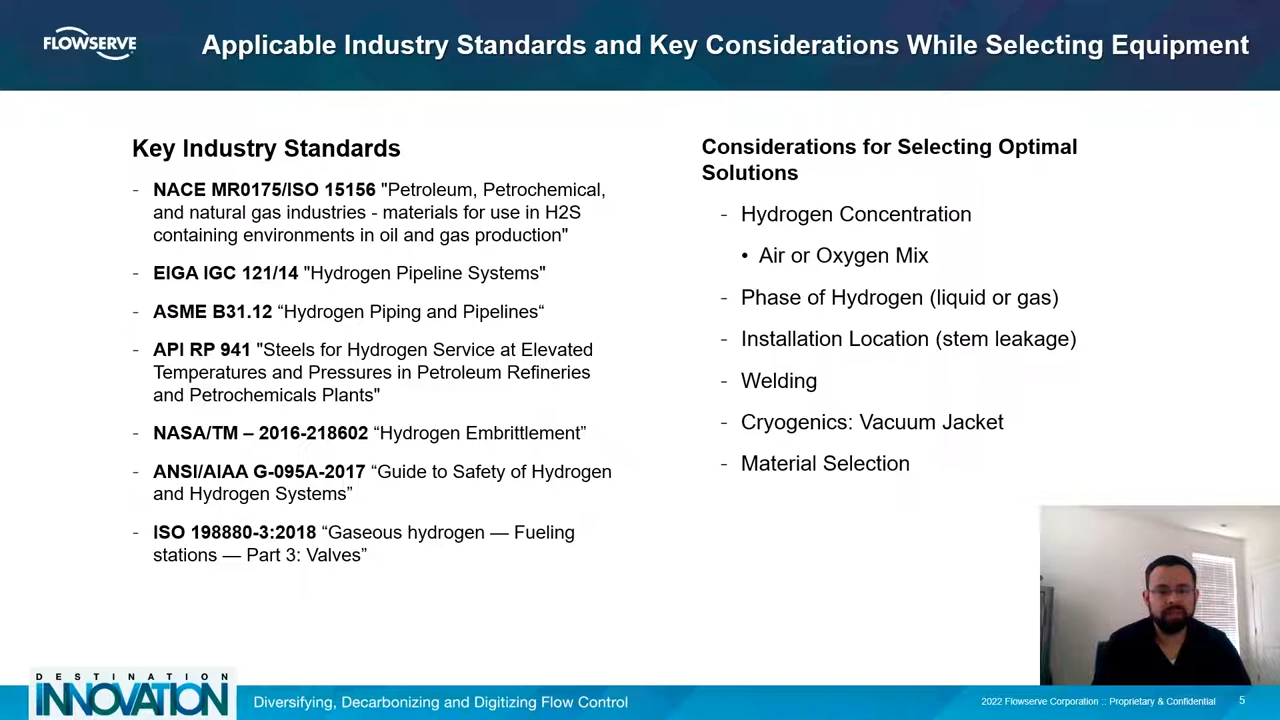 FLOWSERVE
Applicable Industry Standards and Key Considerations While Selecting Equipment
Key Industry Standards
- NACE MR0175/ISO 15156 "Petroleum, Petrochemical,
and natural gas industries - materials for use in H2S
containing environments in oil and gas production"
- EIGA IGC 121/14 "Hydrogen Pipeline Systems"
- ASME B31.12 “Hydrogen Piping and Pipelines“
- API RP 941 "Steels for Hydrogen Service at Elevated
Temperatures and Pressures in Petroleum Refineries
and Petrochemicals Plants"
- NASA/TM – 2016-218602 “Hydrogen Embrittlement”
- ANSI/AIAA G-095A-2017 “Guide to Safety of Hydrogen
and Hydrogen Systems”
- ISO 198880-3:2018 “Gaseous hydrogen — Fueling
stations — Part 3: Valves”
Considerations for Selecting Optimal
Solutions
- Hydrogen Concentration
• Air or Oxygen Mix
- Phase of Hydrogen (liquid or gas)
- Installation Location (stem leakage)
- Welding
- Cryogenics: Vacuum Jacket
- Material Selection
DESTINATION
INNOVATION
Diversifying, Decarbonizing and Digitizing Flow Control
2022 Flowserve Corporation :: Proprietary & Confidential
5